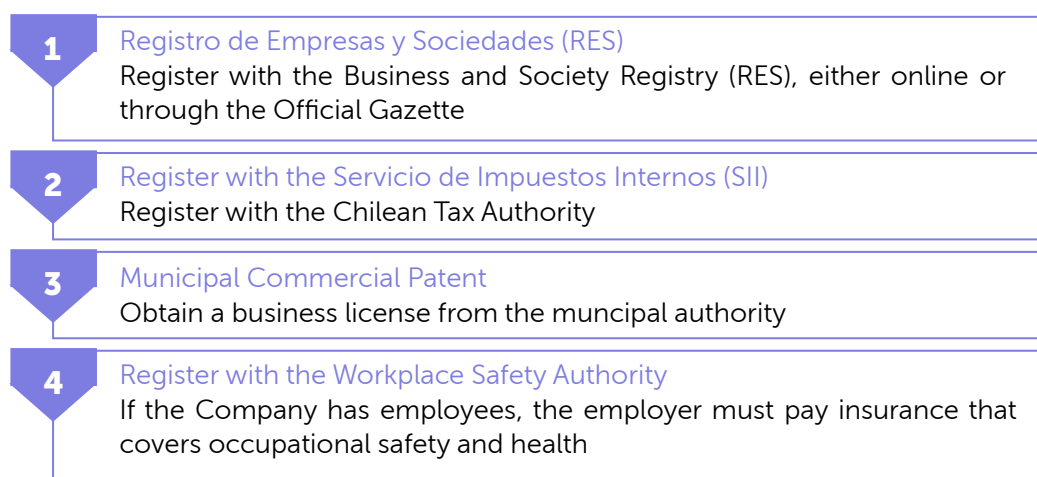 1
Registro de Empresas y Sociedades (RES)
Register with the Business and Society Registry (RES), either online or
through the Official Gazette
2
Register with the Servicio de Impuestos Internos (SII)
Register with the Chilean Tax Authority
3
Municipal Commercial Patent
Obtain a business license from the muncipal authority
4
Register with the Workplace Safety Authority
If the Company has employees, the employer must pay insurance that
covers occupational safety and health